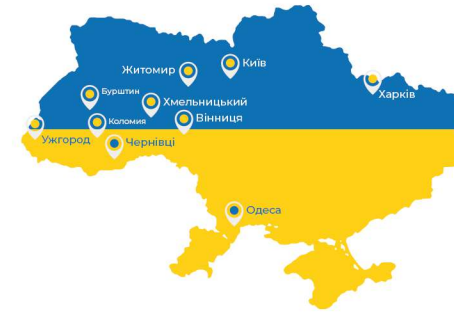 Київ
Житомир
Харків
Бурштин
Хмельницький
Вінниця
Коломия
Ужгород
Чернівці
Одеса